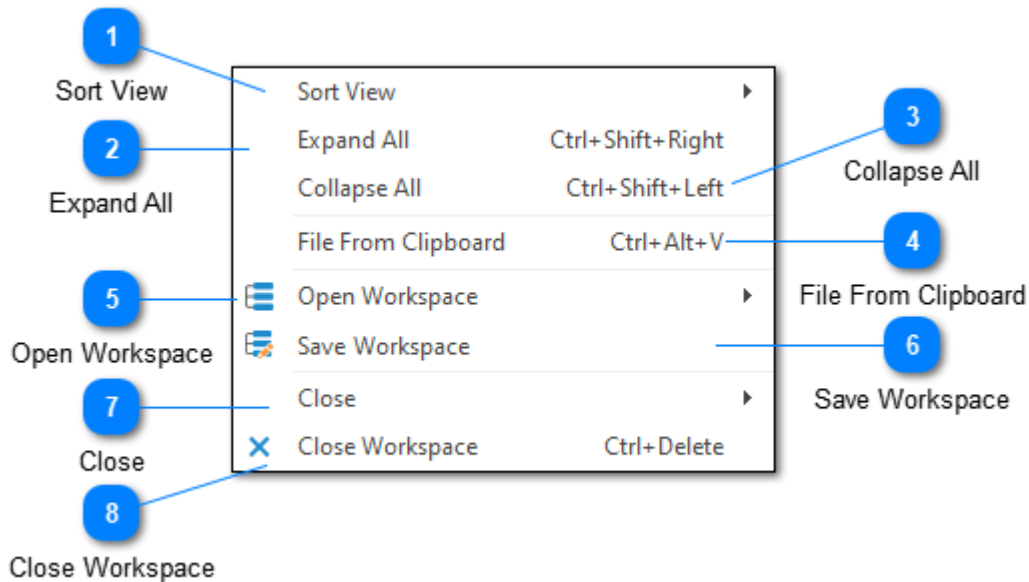 1
Sort View
2
Expand All
Sort View
Expand All Ctrl+Shift+Right
Collapse All Ctrl+Shift+Left
File From Clipboard Ctrl+Alt+V
Open Workspace
Save Workspace
Close
Close Workspace Ctrl+Delete
3
Collapse All
4
File From Clipboard
5
Open Workspace
6
Save Workspace
7
Close
8
Close Workspace